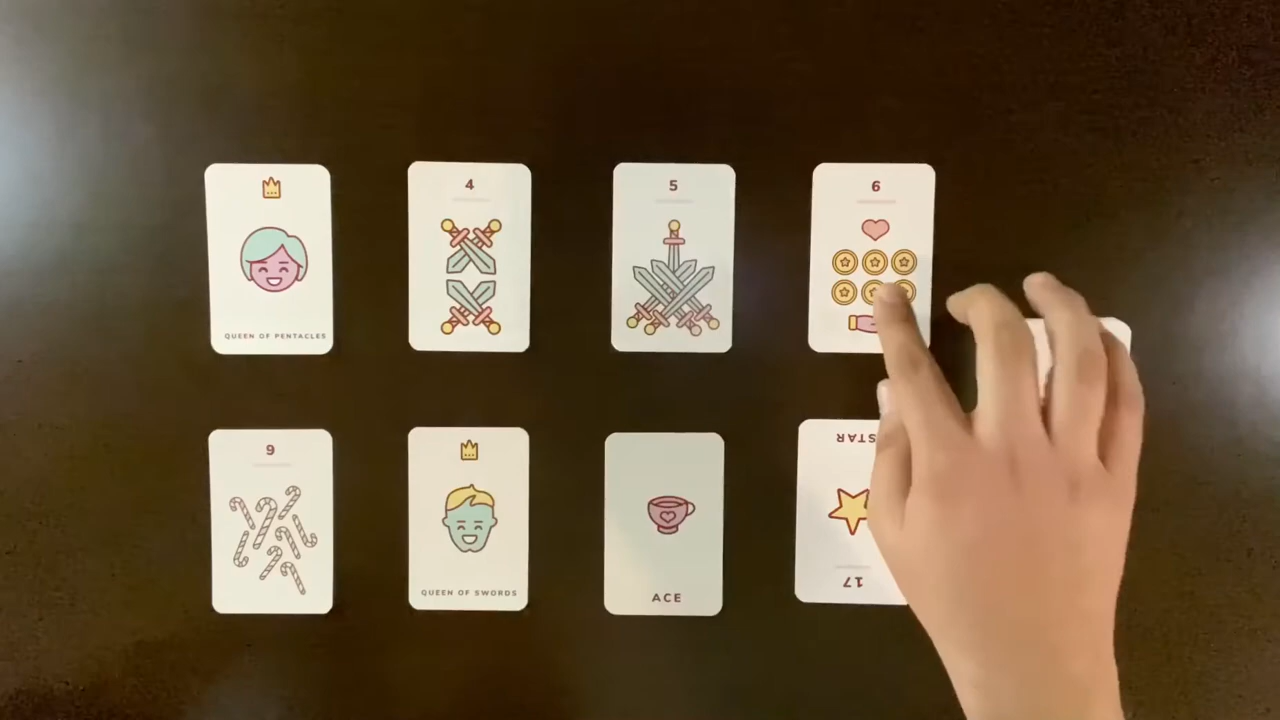 4
5
6
QUEEN OF PENTACLES
9
QUEEN OF SWORDS
ACE
STAR
17